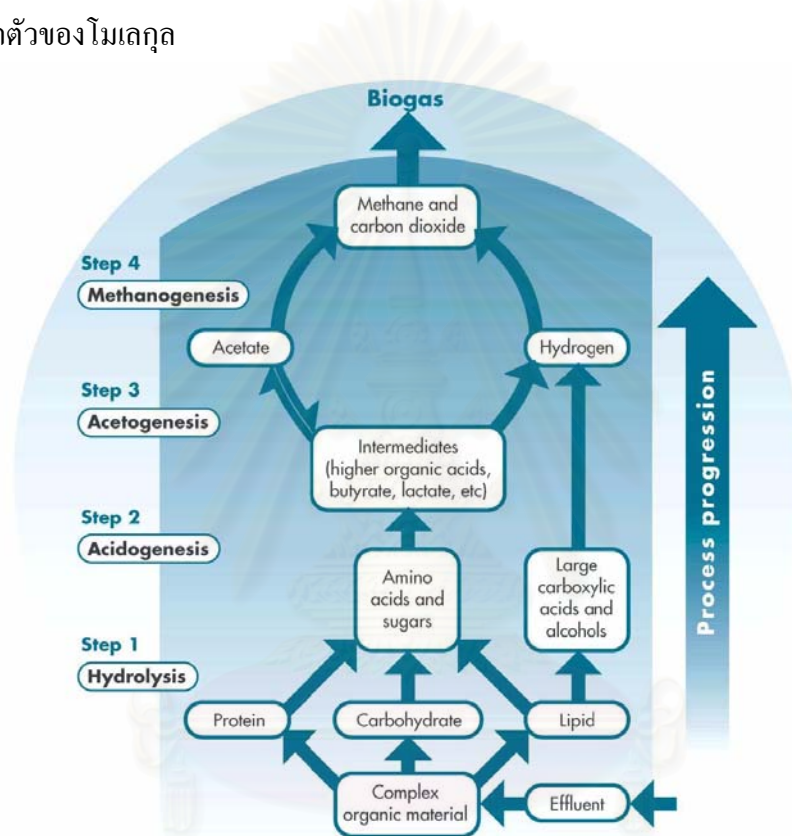 ตัวของโมเลกุล
Biogas
Methane and
carbon dioxide
Step 4
Methanogenesis
Acetate
Hydrogen
Step 3
Acetogenesis
Intermediates
(higher organic acids,
butyrate, lactate, etc)
Step 2
Acidogenesis
Amino
acids and
sugars
Large
carboxylic
acids and
alcohols
Step 1
Hydrolysis
Protein
Carbohydrate
Lipid
Complex
organic material
Effluent
Process progression